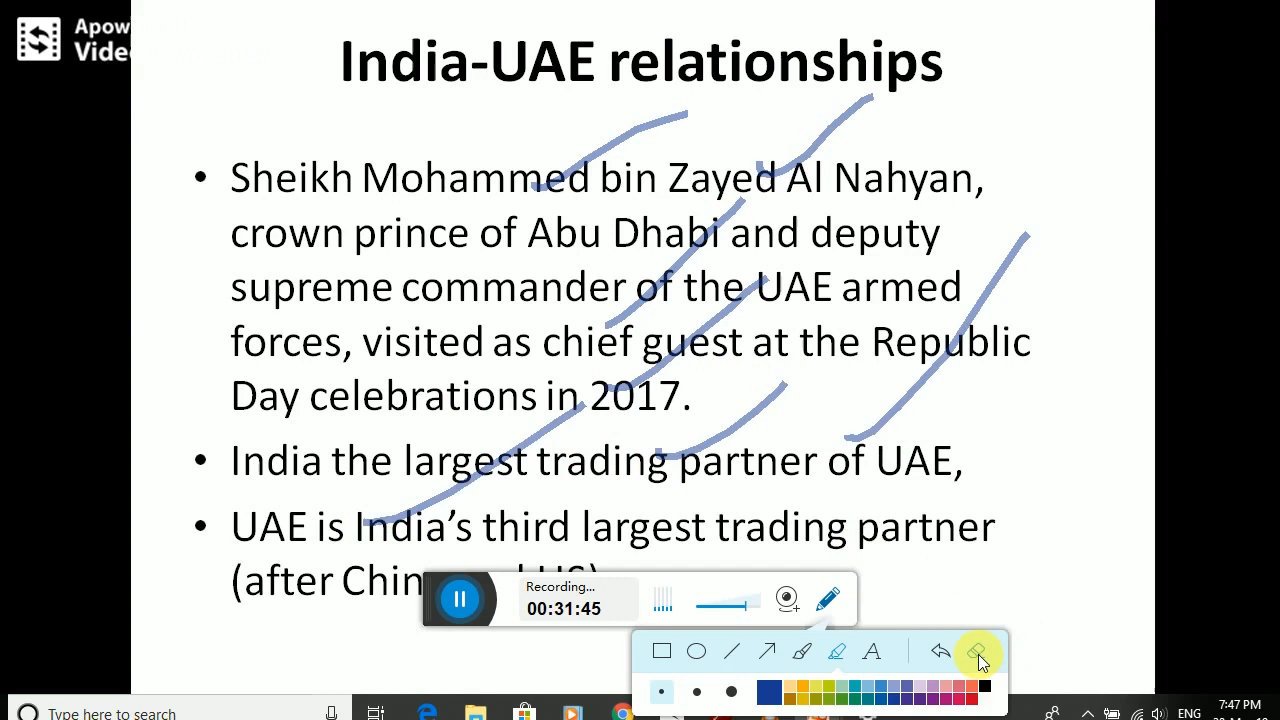 Apow
Vide
India-UAE relationships
• Sheikh Mohammed bin Zayed Al Nahyan,
crown prince of Abu Dhabi and deputy
supreme commander of the UAE armed
forces, visited as chief guest at the Republic
Day celebrations in 2017.
• India the largest trading partner of UAE,
• UAE is India’s third largest trading partner
(after Chin
Recording...
00:31:45
A
Type here to search
ENG
7:47 PM